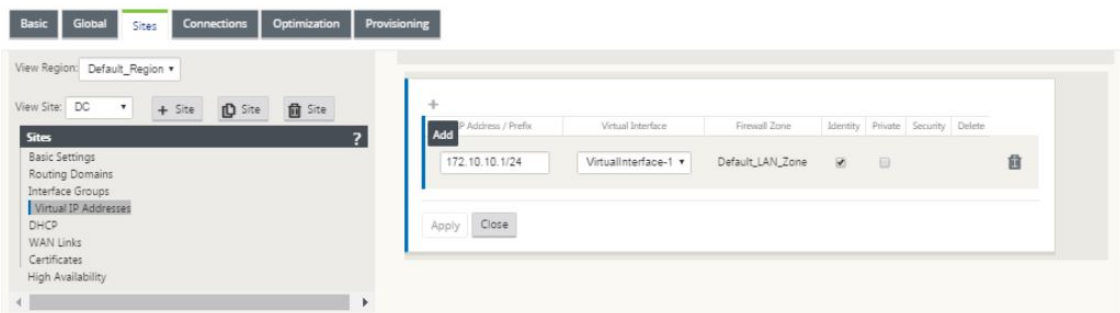 Basic Global Sites Connections Optimization Provisioning
View Region: Default_Region
View Site: DC + Site Site Site
Sites ?
Basic Settings
Routing Domains
Interface Groups
Virtual IP Addresses
DHCP
WAN Links
Certificates
High Availability
+
Add P Address / Prefix Virtual Interface Firewall Zone Identity Private Security Delete
172.10.10.1/24 VirtualInterface-1 Default_LAN_Zone
Apply Close